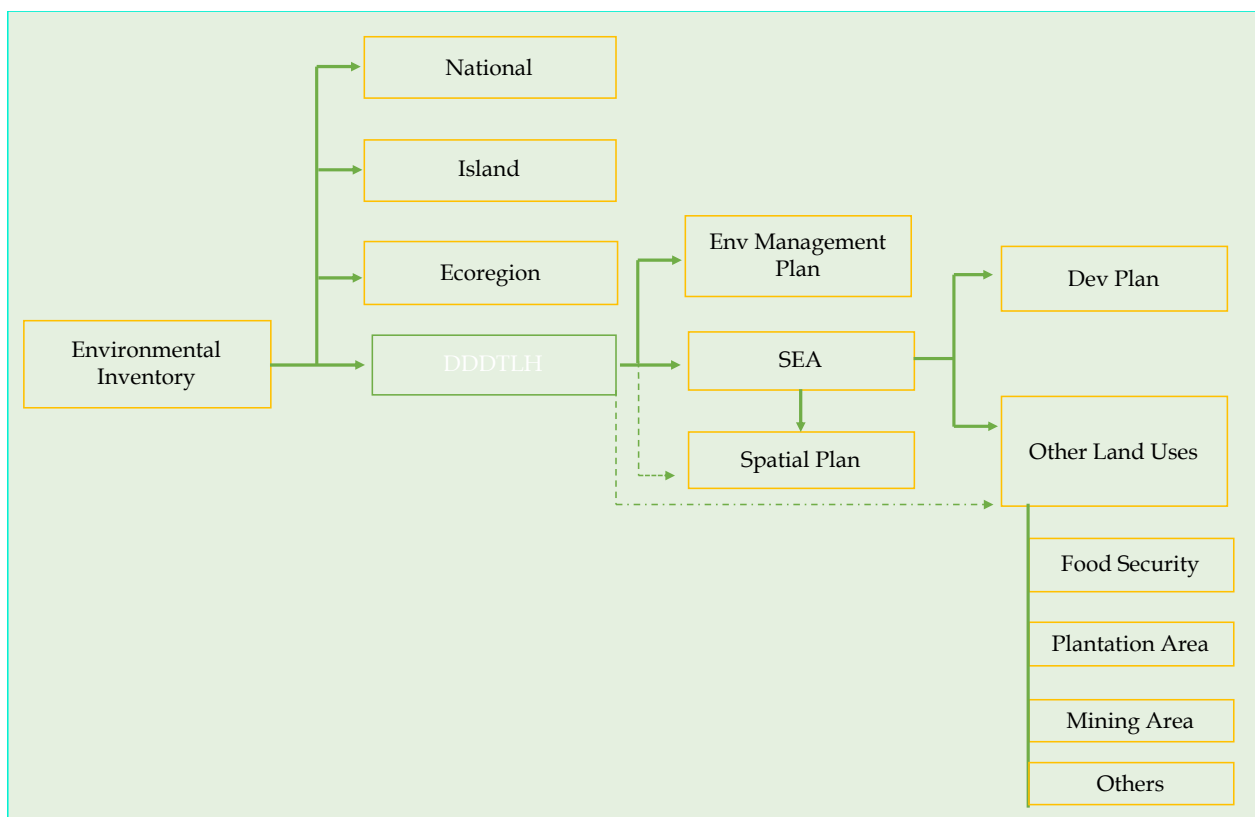 National
Island
Ecoregion
Environmental
Inventory
DDDTLH
Env Management
Plan
SEA
Spatial Plan
Dev Plan
Other Land Uses
Food Security
Plantation Area
Mining Area
Others